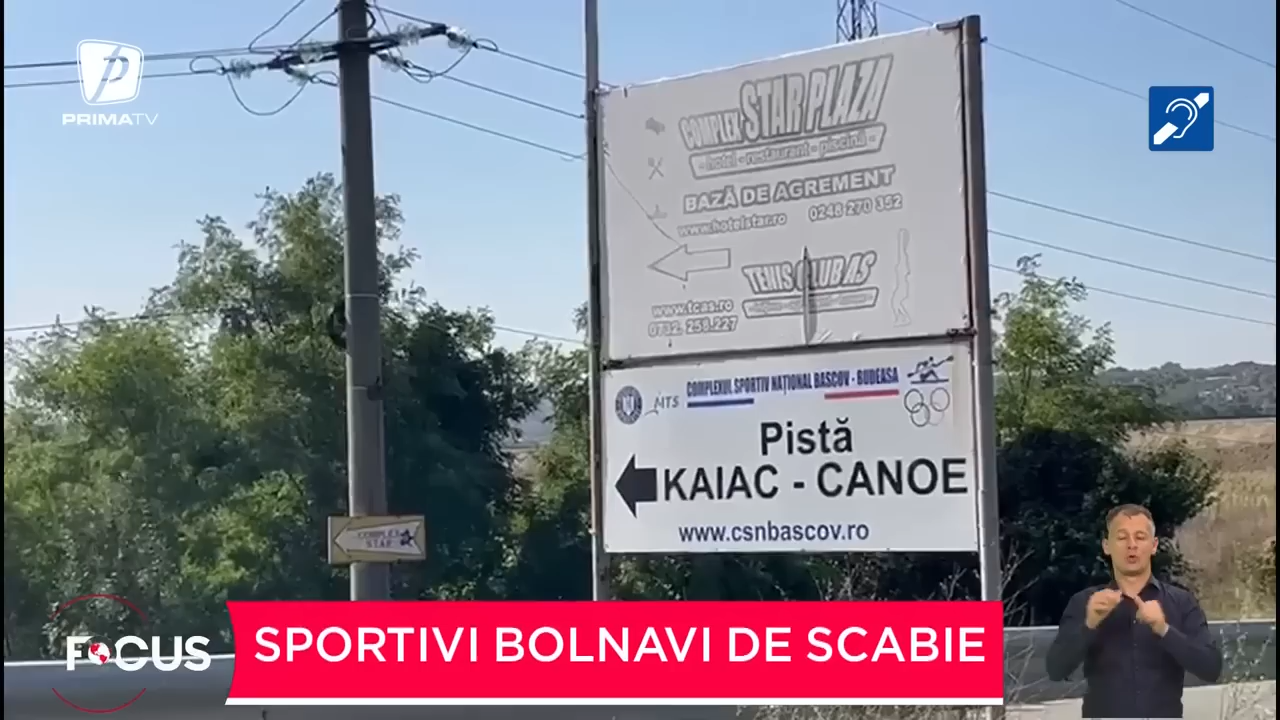 PRIMATV
COMPLEX STAR PLAZA
- hotel - restaurant - piscină -
BAZĂ DE AGREMENT
www.hotelstar.ro 0248 270 352
TENIS CLUB AS
www.tcas.ro
0732. 258.227
MTS
COMPLEXUL SPORTIV NAȚIONAL BASCOV - BUDEASA
Pistă
KAIAC - CANOE
www.csnbascov.ro
COMPLEX
STAR
FOCUS
SPORTIVI BOLNAVI DE SCABIE